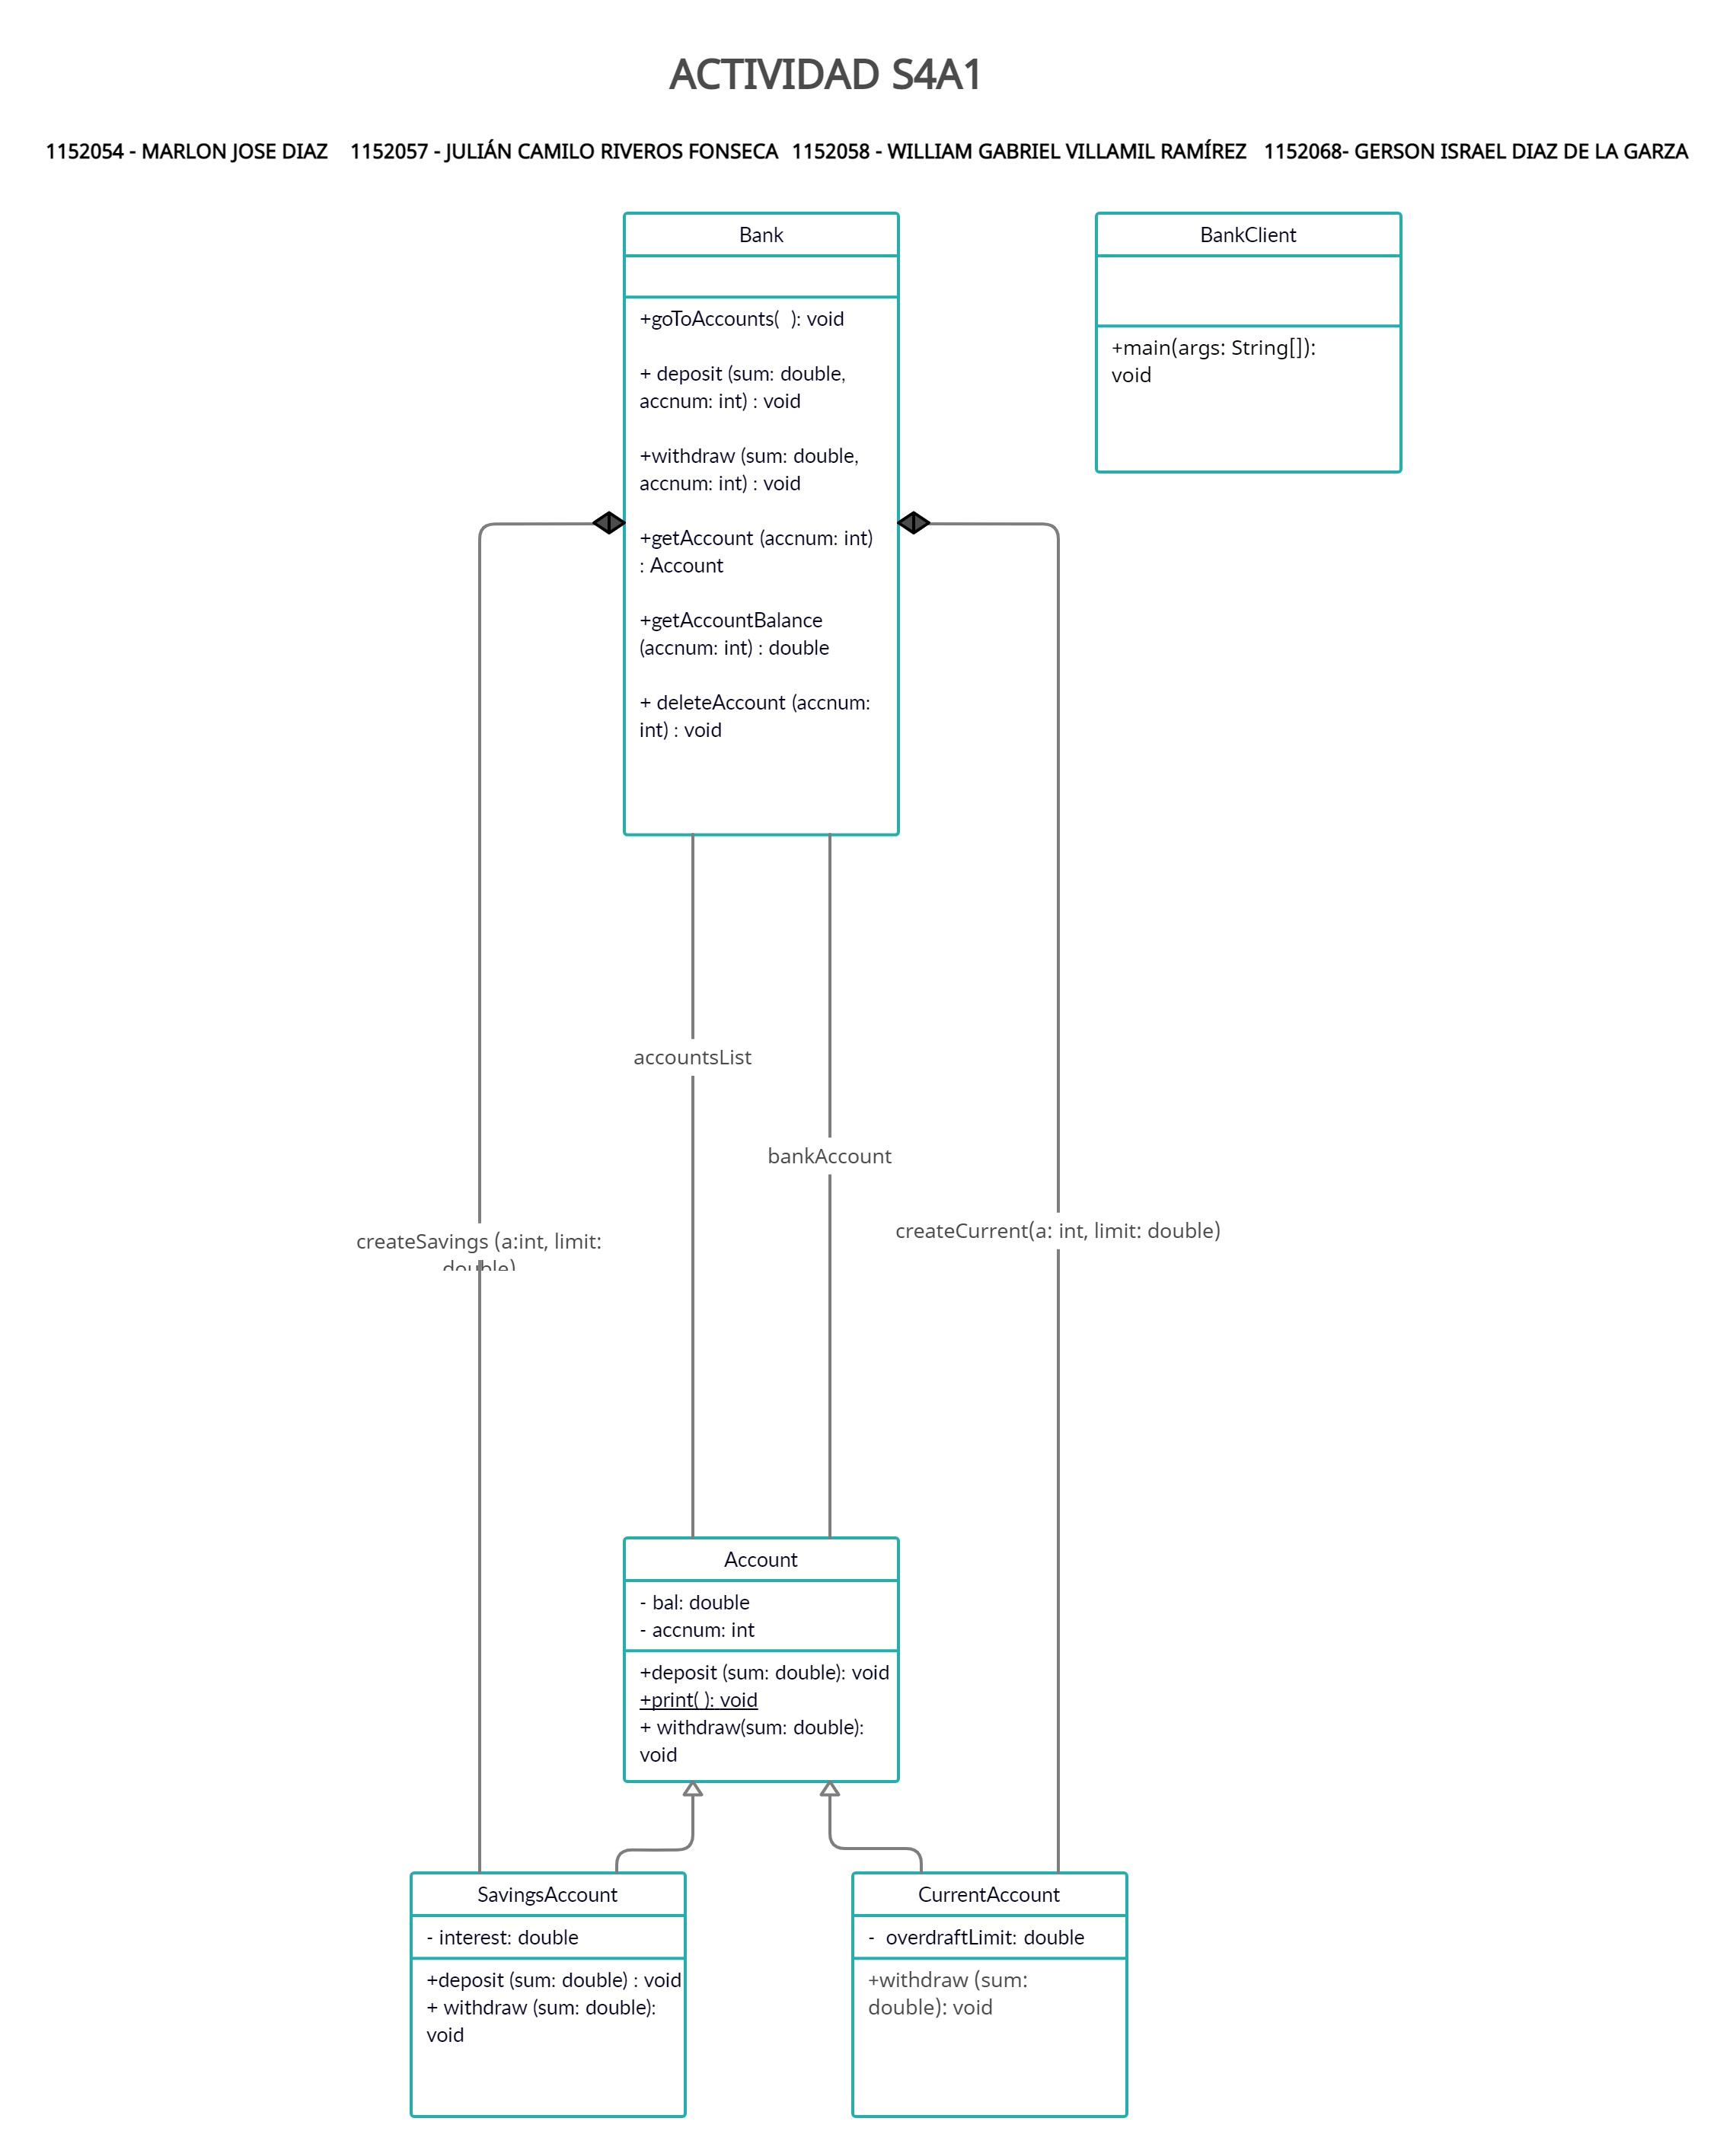 ACTIVIDAD S4A1
1152054 - MARLON JOSE DIAZ 1152057 - JULIÁN CAMILO RIVEROS FONSECA 1152058 - WILLIAM GABRIEL VILLAMIL RAMÍREZ 1152068- GERSON ISRAEL DIAZ DE LA GARZA
Bank
+goToAccounts(  ): void
+ deposit (sum: double,
accnum: int) : void
+withdraw (sum: double,
accnum: int) : void
+getAccount (accnum: int)
: Account
+getAccountBalance
(accnum: int) : double
+ deleteAccount (accnum:
int) : void
BankClient
+main(args: String[]):
void
accountsList
bankAccount
createSavings (a:int, limit:
double)
createCurrent(a: int, limit: double)
Account
- bal: double
- accnum: int
+deposit (sum: double): void
+print( ): void
+ withdraw(sum: double):
void
SavingsAccount
- interest: double
+deposit (sum: double) : void
+ withdraw (sum: double):
void
CurrentAccount
-  overdraftLimit: double
+withdraw (sum:
double): void